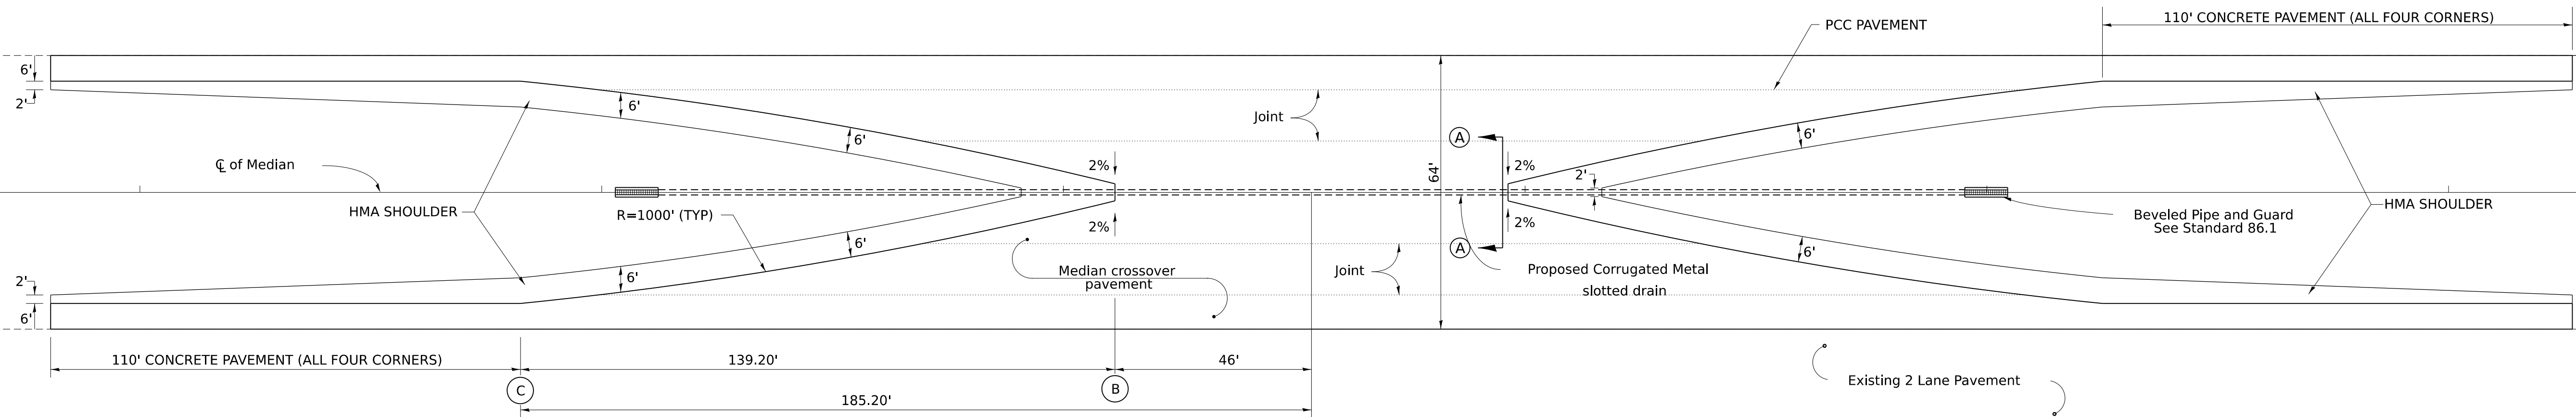 110' CONCRETE PAVEMENT (ALL FOUR CORNERS)
PCC PAVEMENT
6'
2'
6'
6'
Joint
A
6'
℄ of Median
2%
64'
2%
2'
HMA SHOULDER
R=1000' (TYP)
HMA SHOULDER
Beveled Pipe and Guard
See Standard 86.1
2%
2%
6'
A
6'
2'
6'
Median crossover
pavement
Joint
Proposed Corrugated Metal
slotted drain
6'
110' CONCRETE PAVEMENT (ALL FOUR CORNERS)
139.20'
46'
C
B
Existing 2 Lane Pavement
185.20'